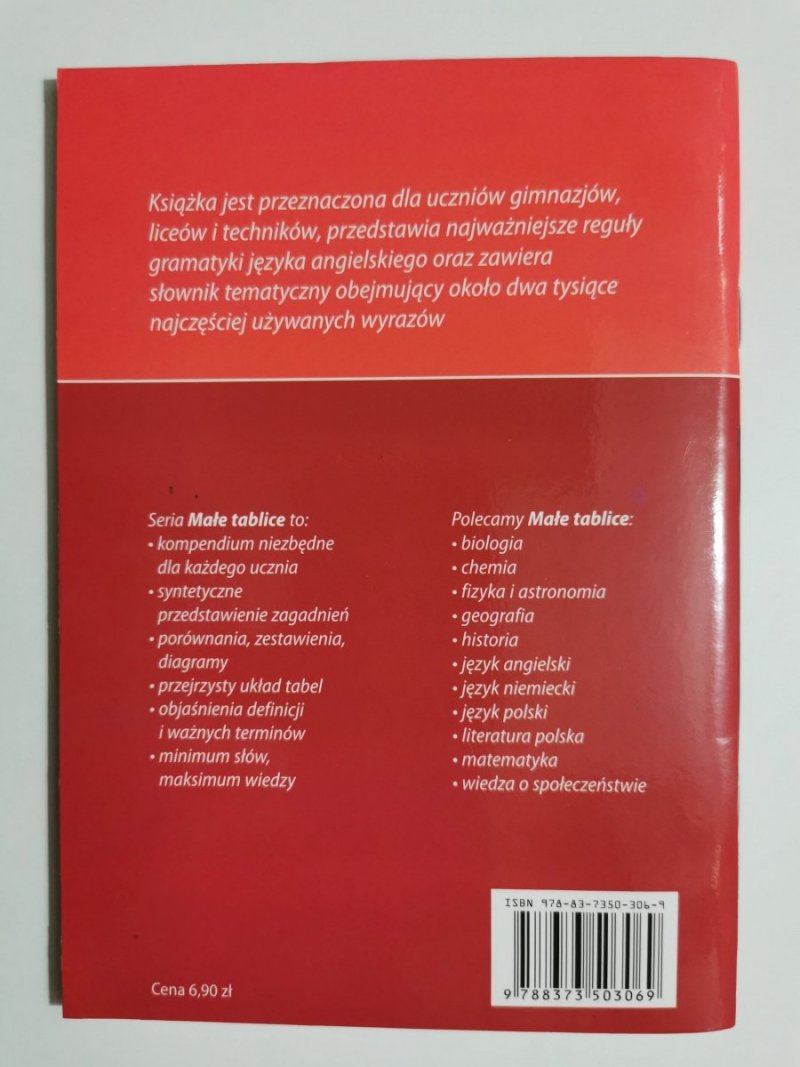 Książka jest przeznaczona dla uczniów gimnazjów,
liceów i techników, przedstawia najważniejsze reguły
gramatyki języka angielskiego oraz zawiera
słownik tematyczny obejmujący około dwa tysiące
najczęściej używanych wyrazów
Seria Małe tablice to:
• kompendium niezbędne
dla każdego ucznia
• syntetyczne
przedstawienie zagadnień
• porównania, zestawienia,
diagramy
• przejrzysty układ tabel
• objaśnienia definicji
i ważnych terminów
• minimum słów,
maksimum wiedzy
Polecamy Małe tablice:
• biologia
• chemia
• fizyka i astronomia
• geografia
• historia
• język angielski
• język niemiecki
• język polski
• literatura polska
• matematyka
• wiedza o społeczeństwie
Cena 6,90 zł
ISBN 978-83-7350-306-9
9 788373 503069